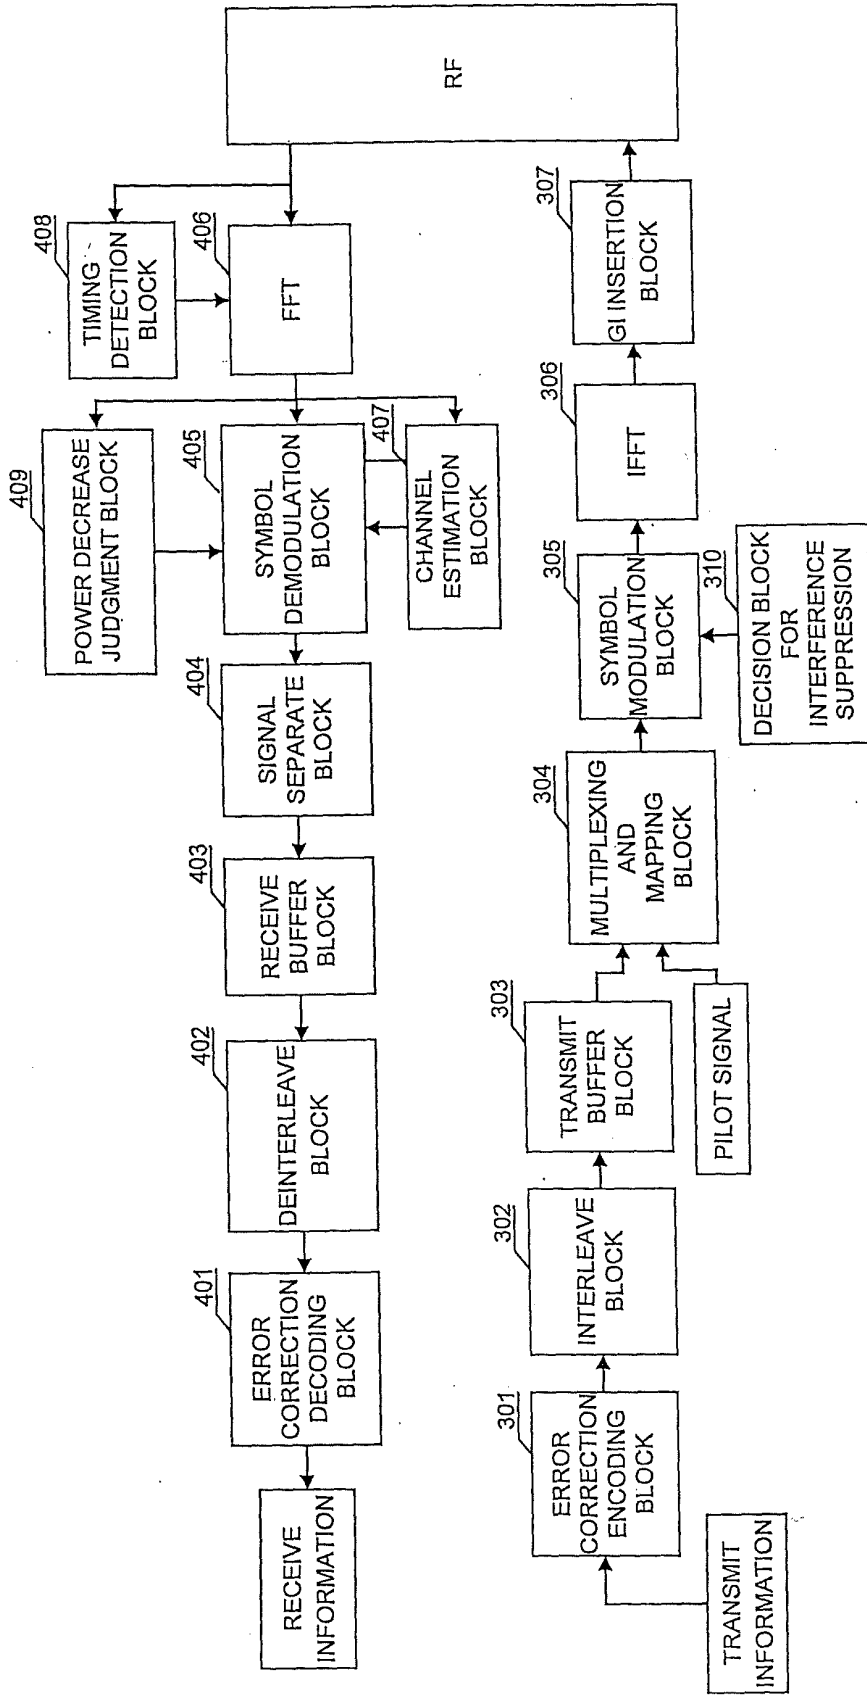 RF
408
TIMING
DETECTION
BLOCK
406
FFT
409
POWER DECREASE
JUDGMENT BLOCK
405
SYMBOL
DEMODULATION
BLOCK
407
CHANNEL
ESTIMATION
BLOCK
404
SIGNAL
SEPARATE
BLOCK
403
RECEIVE
BUFFER
BLOCK
402
DEINTERLEAVE
BLOCK
401
ERROR
CORRECTION
DECODING
BLOCK
RECEIVE
INFORMATION
TRANSMIT
INFORMATION
301
ERROR
CORRECTION
ENCODING
BLOCK
302
INTERLEAVE
BLOCK
303
TRANSMIT
BUFFER
BLOCK
PILOT SIGNAL
304
MULTIPLEXING
AND
MAPPING
BLOCK
305
SYMBOL
MODULATION
BLOCK
310
DECISION BLOCK
FOR
INTERFERENCE
SUPPRESSION
306
IFFT
307
GI INSERTION
BLOCK